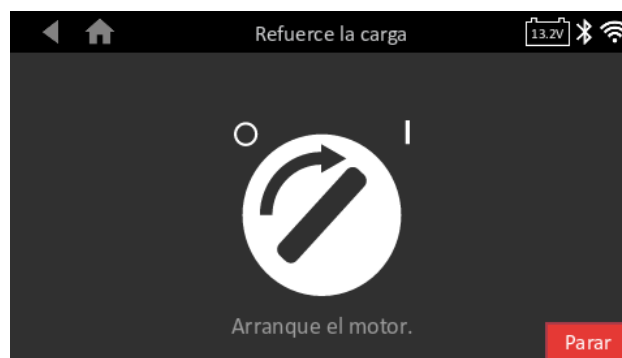 Refuerce la carga
13.2V
O
I
Arranque el motor.
Parar